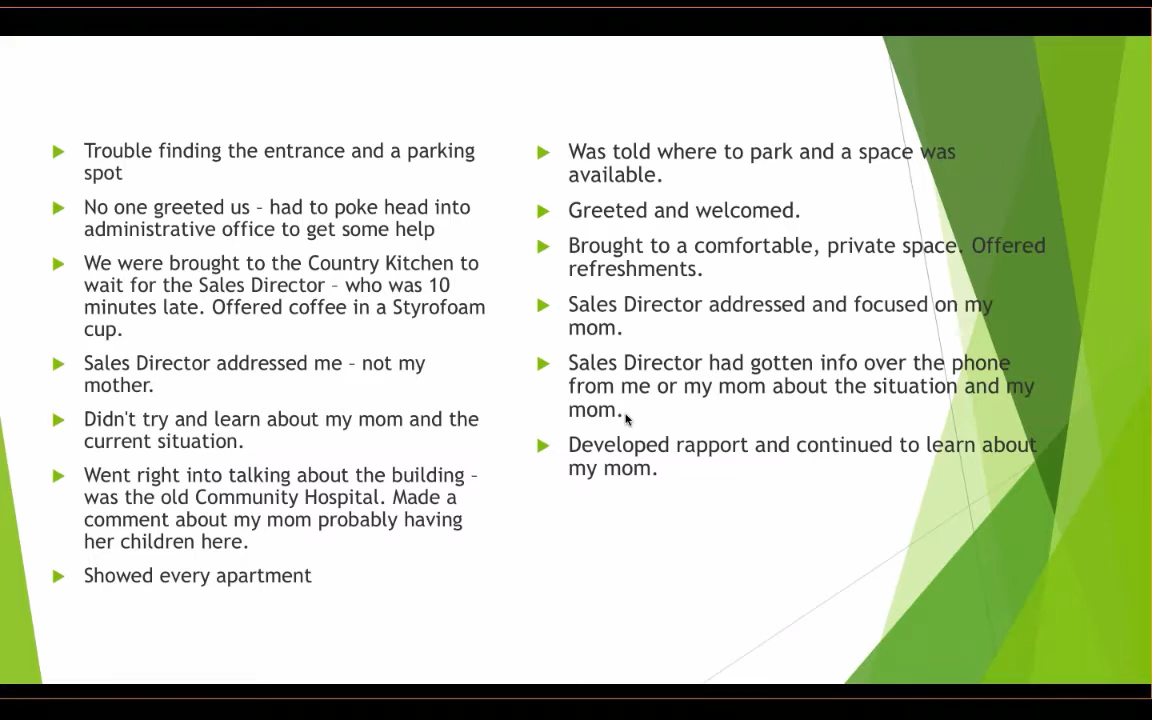 Trouble finding the entrance and a parking
spot
No one greeted us – had to poke head into
administrative office to get some help
We were brought to the Country Kitchen to
wait for the Sales Director – who was 10
minutes late. Offered coffee in a Styrofoam
cup.
Sales Director addressed me – not my
mother.
Didn't try and learn about my mom and the
current situation.
Went right into talking about the building –
was the old Community Hospital. Made a
comment about my mom probably having
her children here.
Showed every apartment
Was told where to park and a space was
available.
Greeted and welcomed.
Brought to a comfortable, private space. Offered
refreshments.
Sales Director addressed and focused on my
mom.
Sales Director had gotten info over the phone
from me or my mom about the situation and my
mom.
Developed rapport and continued to learn about
my mom.